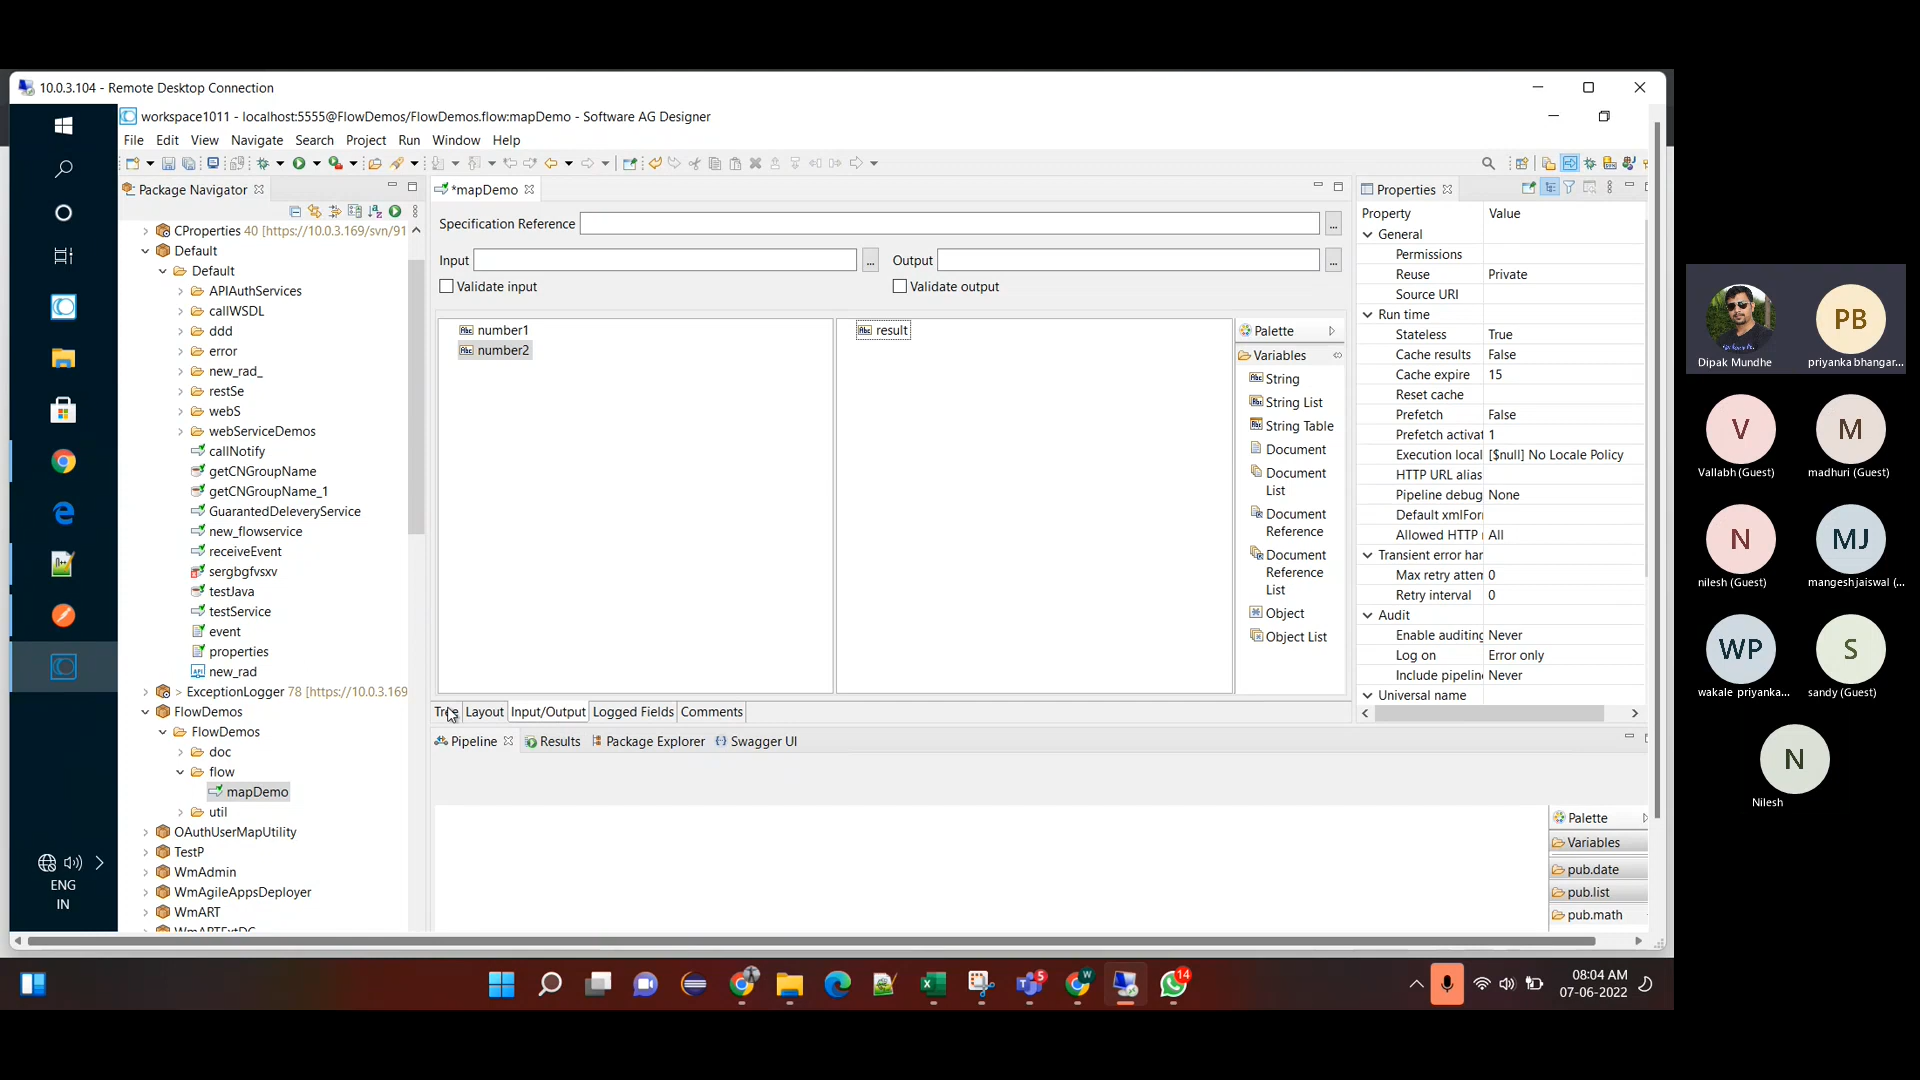 10.0.3.104 - Remote Desktop Connection
workspace1011 - localhost:5555@FlowDemos/FlowDemos.flow:mapDemo - Software AG Designer
File Edit View Navigate Search Project Run Window Help
Package Navigator
CProperties 40 [https://10.0.3.169/svn/91
Default
Default
APIAuthServices
callWSDL
ddd
error
new_rad_
restSe
webS
webServiceDemos
callNotify
getCNGroupName
getCNGroupName_1
GuarantedDeleveryService
new_flowservice
receiveEvent
sergbgfvsxv
testJava
testService
event
properties
new_rad
> ExceptionLogger 78 [https://10.0.3.169
FlowDemos
FlowDemos
doc
flow
mapDemo
util
OAuthUserMapUtility
TestP
WmAdmin
WmAgileAppsDeployer
WmART
*mapDemo
Specification Reference
...
Input
...
Output
...
Validate input
Validate output
number1
number2
result
Palette
Variables
String
String List
String Table
Document
Document
List
Document
Reference
Document
Reference
List
Object
Object List
Tree Layout Input/Output Logged Fields Comments
Pipeline Results Package Explorer Swagger UI
Palette
Variables
pub.date
pub.list
pub.math
Properties
Property Value
General
Permissions
Reuse Private
Source URI
Run time
Stateless True
Cache results False
Cache expire 15
Reset cache
Prefetch False
Prefetch activat 1
Execution local [$null] No Locale Policy
HTTP URL alias
Pipeline debug None
Default xmlFor
Allowed HTTP All
Transient error har
Max retry attem 0
Retry interval 0
Audit
Enable auditing Never
Log on Error only
Include pipelin Never
Universal name
ENG
IN
5
W
14
08:04 AM
07-06-2022
Dipak Mundhe
PB
priyanka bhangar...
V
Vallabh (Guest)
M
madhuri (Guest)
N
nilesh (Guest)
MJ
mangesh jaiswal (...
WP
wakale priyanka...
S
sandy (Guest)
N
Nilesh